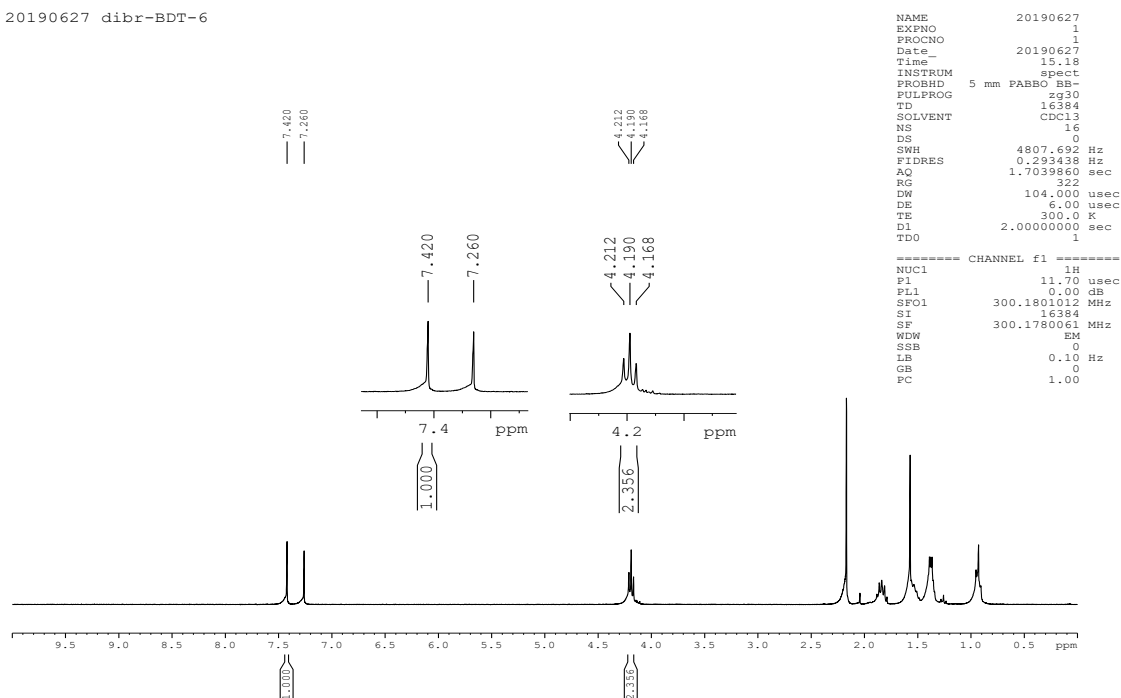 20190627 dibr-BDT-6
NAME 20190627
EXPNO 1
PROCNO 1
Date_ 20190627
Time 15.18
INSTRUM spect
PROBHD 5 mm PABBO BB-
PULPROG zg30
TD 16384
SOLVENT CDCl3
NS 16
DS 0
SWH 4807.692 Hz
FIDRES 0.293438 Hz
AQ 1.7039860 sec
RG 322
DW 104.000 usec
DE 6.00 usec
TE 300.0 K
D1 2.00000000 sec
TD0 1
======== CHANNEL f1 ========
NUC1 1H
P1 11.70 usec
PL1 0.00 dB
SFO1 300.1801012 MHz
SI 16384
SF 300.1780061 MHz
WDW EM
SSB 0
LB 0.10 Hz
GB 0
PC 1.00
7.420
7.260
4.212
4.190
4.168
7.420
7.260
4.212
4.190
4.168
7.4 ppm
4.2 ppm
1.000
2.356
9.5 9.0 8.5 8.0 7.5 7.0 6.5 6.0 5.5 5.0 4.5 4.0 3.5 3.0 2.5 2.0 1.5 1.0 0.5 ppm
1.000
2.356